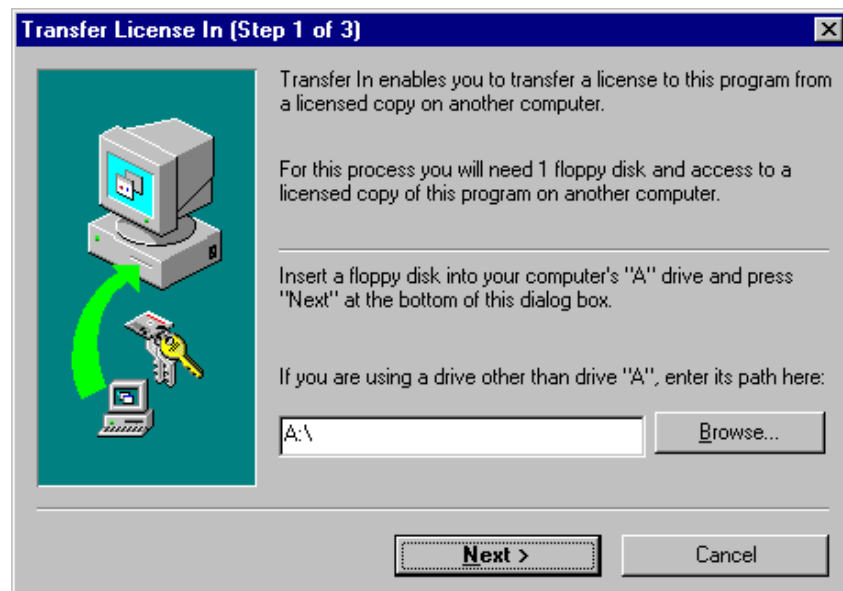 Transfer License In (Step 1 of 3)
Transfer In enables you to transfer a license to this program from
a licensed copy on another computer.
For this process you will need 1 floppy disk and access to a
licensed copy of this program on another computer.
Insert a floppy disk into your computer's "A" drive and press
"Next" at the bottom of this dialog box.
If you are using a drive other than drive "A", enter its path here:
A:\
Browse...
Next >
Cancel